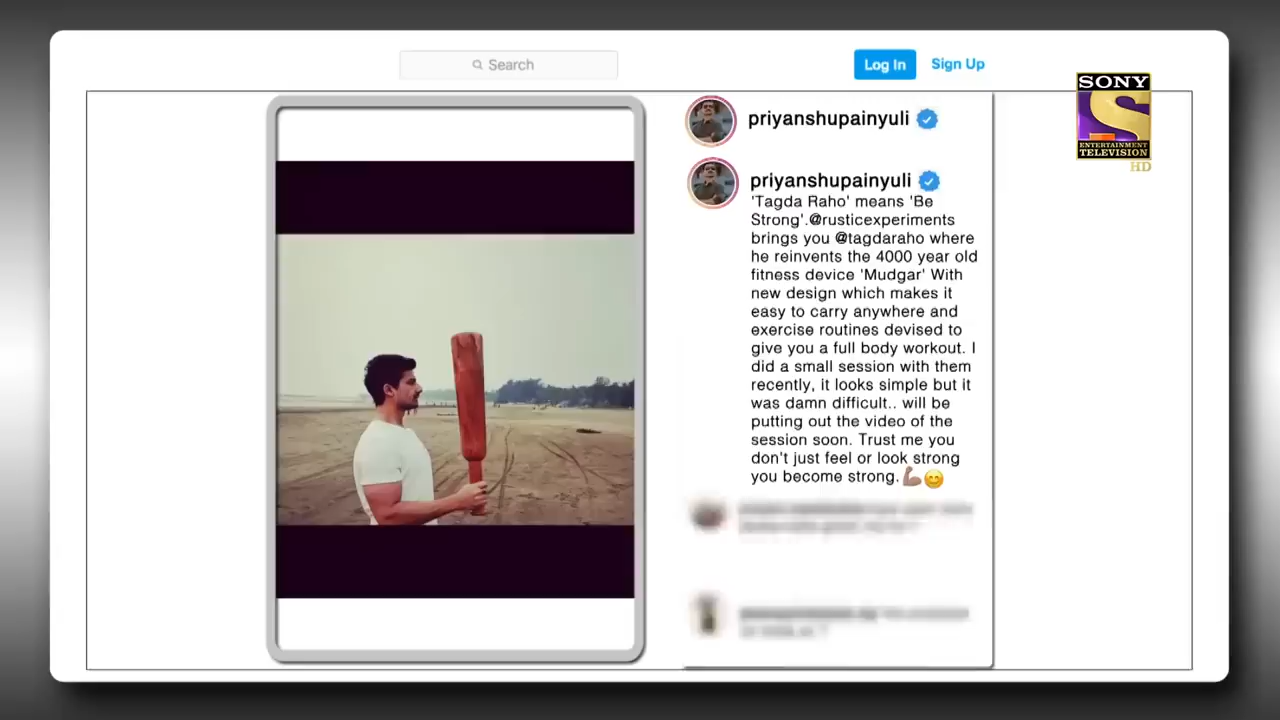 Search
Log In
Sign Up
SONY
ENTERTAINMENT
TELEVISION
HD
priyanshupainyuli
priyanshupainyuli
'Tagda Raho' means 'Be
Strong'.@rusticexperiments
brings you @tagdaraho where
he reinvents the 4000 year old
fitness device 'Mudgar' With
new design which makes it
easy to carry anywhere and
exercise routines devised to
give you a full body workout. I
did a small session with them
recently, it looks simple but it
was damn difficult.. will be
putting out the video of the
session soon. Trust me you
don't just feel or look strong
you become strong.💪🏽😊